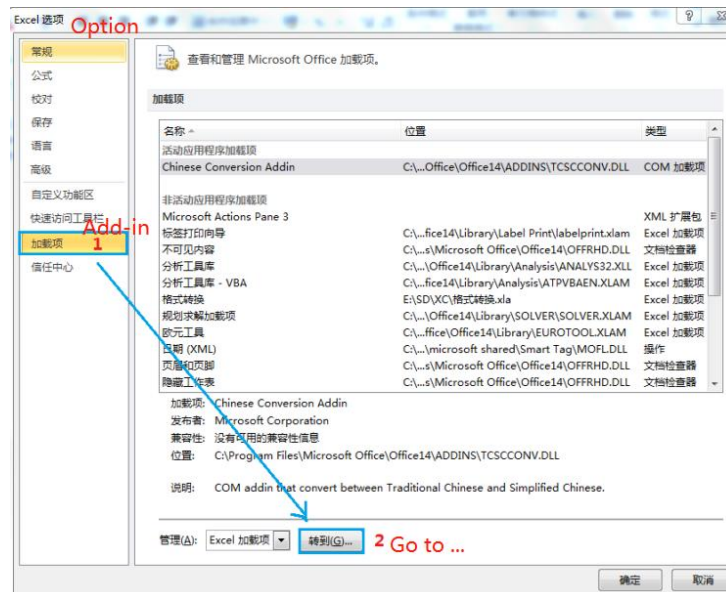 Excel 选项 Option
常规
公式
校对
保存
语言
高级
自定义功能区
快速访问工具栏
Add-in
加载项 1
信任中心
查看和管理 Microsoft Office 加载项。
加载项
名称 位置 类型
活动应用程序加载项
Chinese Conversion Addin C:\...Office\Office14\ADDINS\TCSCCONV.DLL COM 加载项
非活动应用程序加载项
Microsoft Actions Pane 3 XML 扩展包
标签打印向导 C:\...fice14\Library\Label Print\labelprint.xlam Excel 加载项
不可见内容 C:\...s\Microsoft Office\Office14\OFFRHD.DLL 文档检查器
分析工具库 C:\...\Office14\Library\Analysis\ANALYS32.XLL Excel 加载项
分析工具库 - VBA C:\...fice14\Library\Analysis\ATPVBAEN.XLAM Excel 加载项
格式转换 E:\SD\XC\格式转换.xla Excel 加载项
规划求解加载项 C:\...\Office14\Library\SOLVER\SOLVER.XLAM Excel 加载项
欧元工具 C:\...ffice\Office14\Library\EUROTOOL.XLAM Excel 加载项
日期 (XML) C:\...\microsoft shared\Smart Tag\MOFL.DLL 操作
页眉和页脚 C:\...s\Microsoft Office\Office14\OFFRHD.DLL 文档检查器
隐藏工作表 C:\...s\Microsoft Office\Office14\OFFRHD.DLL 文档检查器
加载项: Chinese Conversion Addin
发布者: Microsoft Corporation
兼容性: 没有可用的兼容性信息
位置: C:\Program Files\Microsoft Office\Office14\ADDINS\TCSCCONV.DLL
说明: COM addin that convert between Traditional Chinese and Simplified Chinese.
管理(A): Excel 加载项 转到(G)... 2 Go to ...
确定 取消